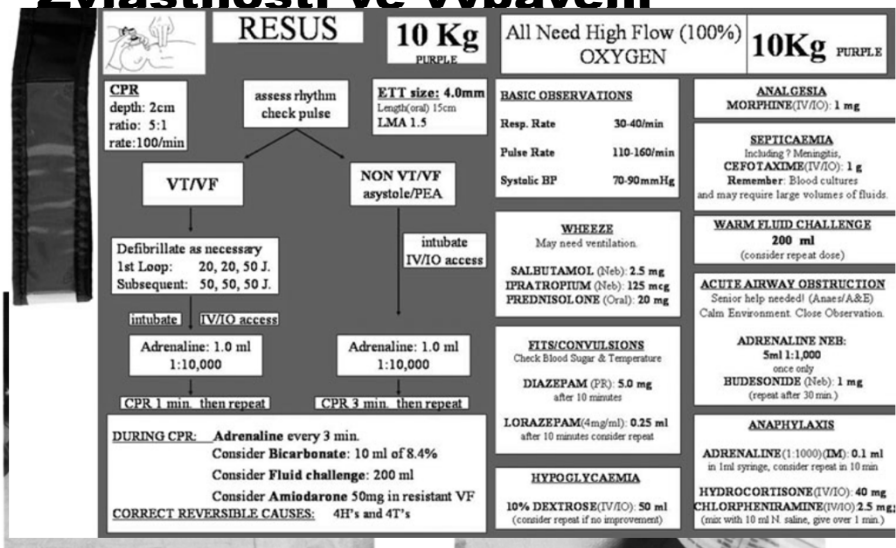 Zvláštnosti ve vybavení
RESUS
10 Kg
PURPLE
All Need High Flow (100%)
OXYGEN
10Kg PURPLE
CPR
depth: 2cm
ratio: 5:1
rate:100/min
assess rhythm
check pulse
ETT size: 4.0mm
Length(oral) 15cm
LMA 1.5
VT/VF
NON VT/VF
asystole/PEA
Defibrillate as necessary
1st Loop: 20, 20, 50 J.
Subsequent: 50, 50, 50 J.
intubate
IV/IO access
intubate
IV/IO access
Adrenaline: 1.0 ml
1:10,000
Adrenaline: 1.0 ml
1:10,000
CPR 1 min. then repeat
CPR 3 min. then repeat
DURING CPR: Adrenaline every 3 min.
Consider Bicarbonate: 10 ml of 8.4%
Consider Fluid challenge: 200 ml
Consider Amiodarone 50mg in resistant VF
CORRECT REVERSIBLE CAUSES: 4H's and 4T's
BASIC OBSERVATIONS
Resp. Rate 30-40/min
Pulse Rate 110-160/min
Systolic BP 70-90mmHg
WHEEZE
May need ventilation.
SALBUTAMOL (Neb): 2.5 mg
IPRATROPIUM (Neb): 125 mcg
PREDNISOLONE (Oral): 20 mg
FITS/CONVULSIONS
Check Blood Sugar & Temperature
DIAZEPAM (PR): 5.0 mg
after 10 minutes
LORAZEPAM(4mg/ml): 0.25 ml
after 10 minutes consider repeat
HYPOGLYCAEMIA
10% DEXTROSE(IV/IO): 50 ml
(consider repeat if no improvement)
ANALGESIA
MORPHINE(IV/IO): 1 mg
SEPTICAEMIA
Including ? Meningitis,
CEFOTAXIME(IV/IO): 1 g
Remember: Blood cultures
and may require large volumes of fluids.
WARM FLUID CHALLENGE
200 ml
(consider repeat dose)
ACUTE AIRWAY OBSTRUCTION
Senior help needed! (Anaes/A&E)
Calm Environment. Close Observation.
ADRENALINE NEB:
5ml 1:1,000
once only
BUDESONIDE (Neb): 1 mg
(repeat after 30 min.)
ANAPHYLAXIS
ADRENALINE(1:1000)(IM): 0.1 ml
in 1ml syringe, consider repeat in 10 min
HYDROCORTISONE(IV/IO): 40 mg
CHLORPHENIRAMINE(IV/IO) 2.5 mg
(mix with 10 ml N. saline, give over 1 min.)